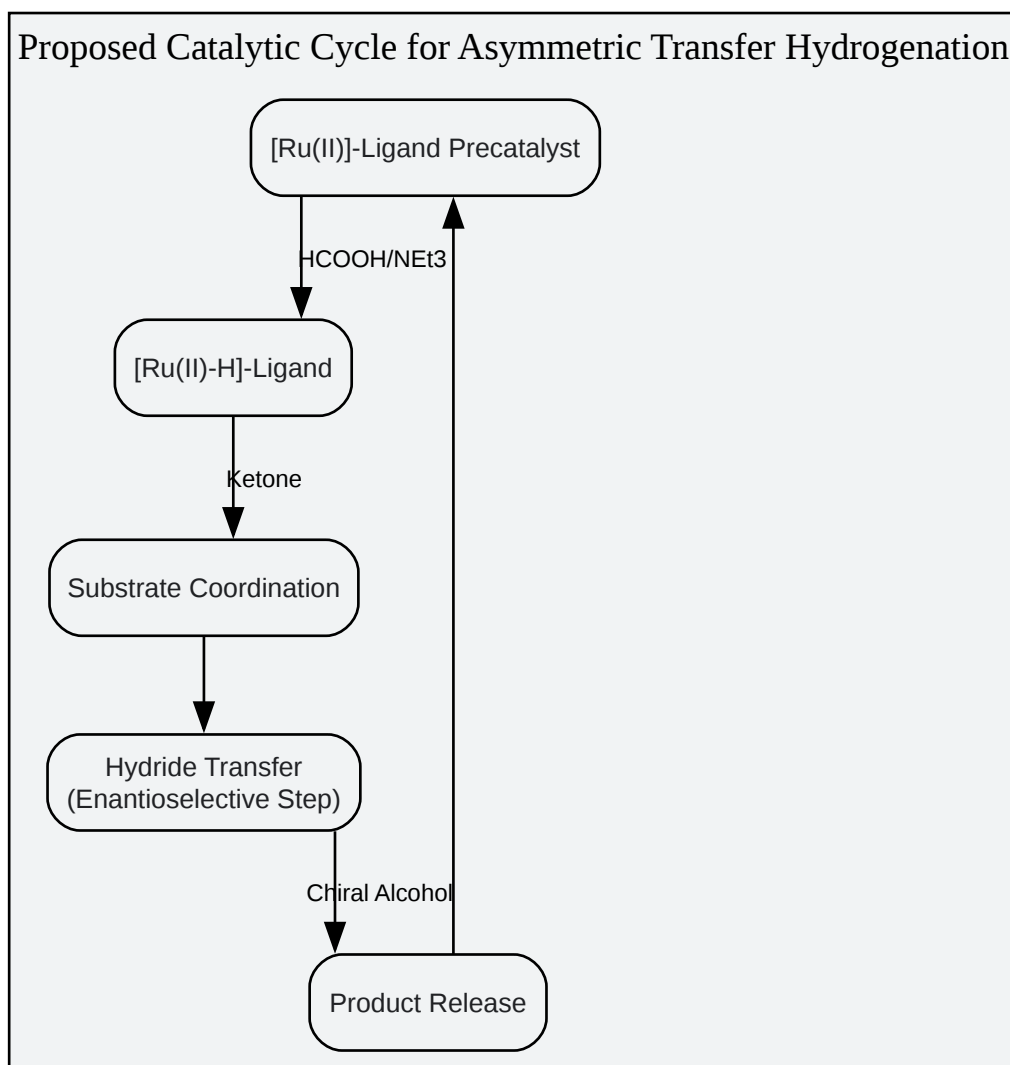 Proposed Catalytic Cycle for Asymmetric Transfer Hydrogenation
[Ru(II)]-Ligand Precatalyst
HCOOH/NEt3
[Ru(II)-H]-Ligand
Ketone
Substrate Coordination
Hydride Transfer
(Enantioselective Step)
Chiral Alcohol
Product Release